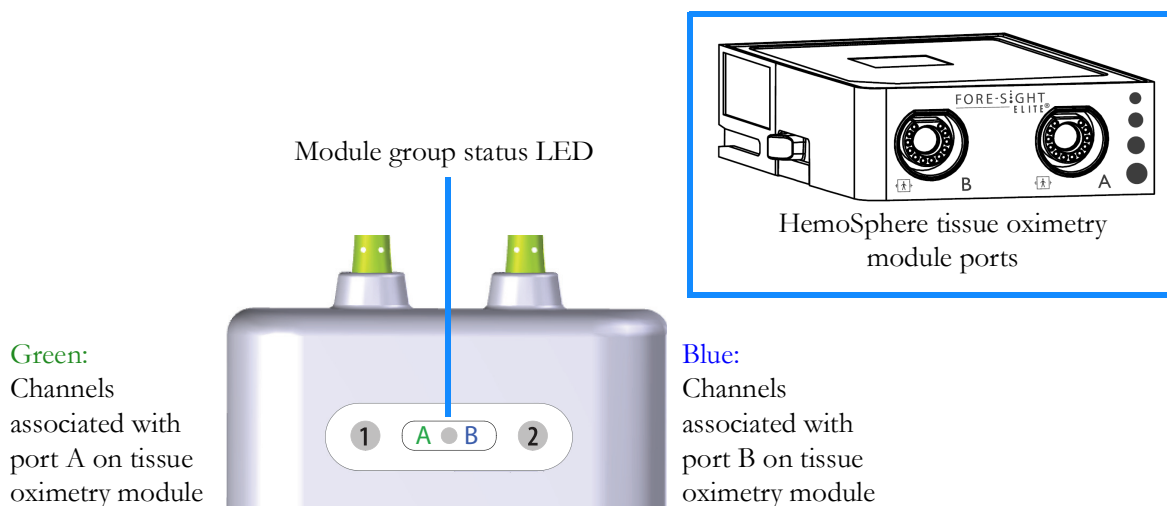 FORE-SIGHT
ELITE®
B
A
HemoSphere tissue oximetry
module ports
Module group status LED
Green:
Channels
associated with
port A on tissue
oximetry module
1 A B 2
Blue:
Channels
associated with
port B on tissue
oximetry module